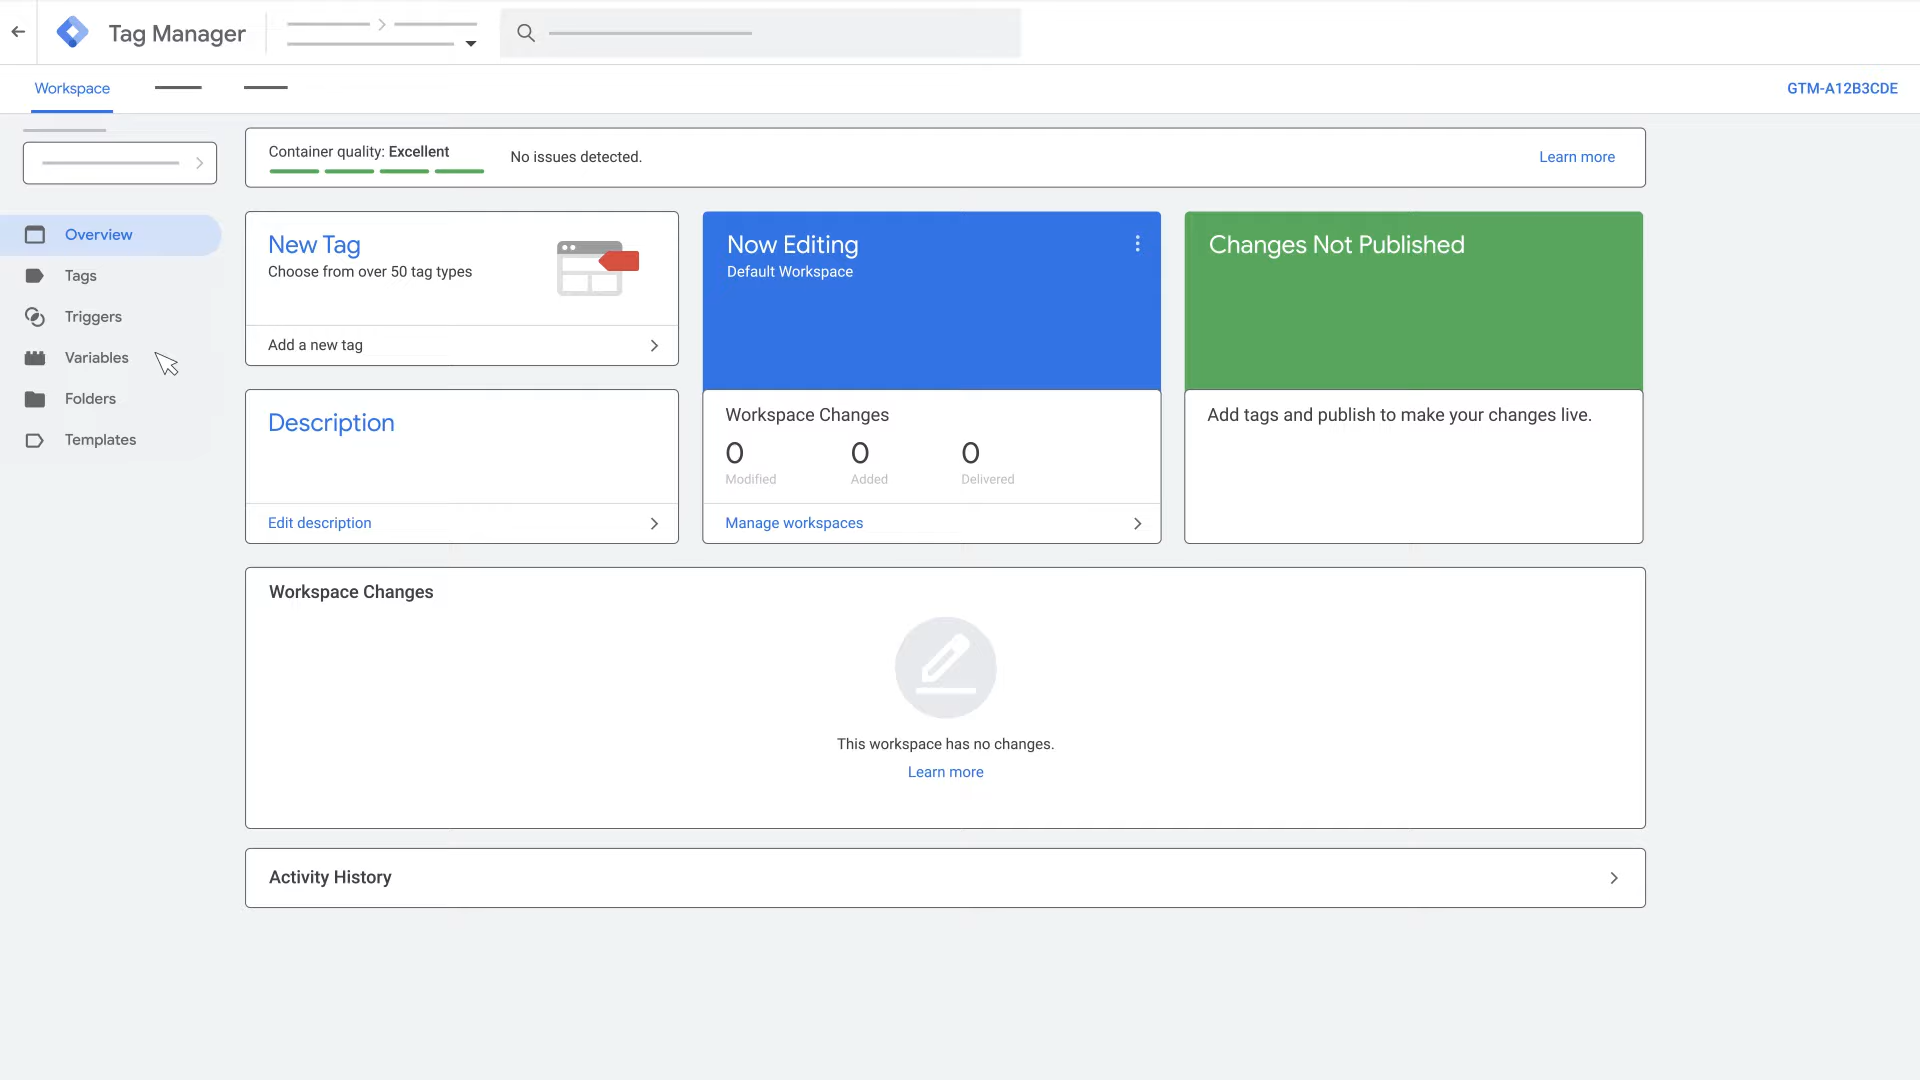 Tag Manager
Workspace
GTM-A12B3CDE
Container quality: Excellent
No issues detected.
Learn more
Overview
Tags
Triggers
Variables
Folders
Templates
New Tag
Choose from over 50 tag types
Add a new tag
Now Editing
Default Workspace
Changes Not Published
Description
Edit description
Workspace Changes
0 0 0
Modified Added Delivered
Manage workspaces
Add tags and publish to make your changes live.
Workspace Changes
This workspace has no changes.
Learn more
Activity History